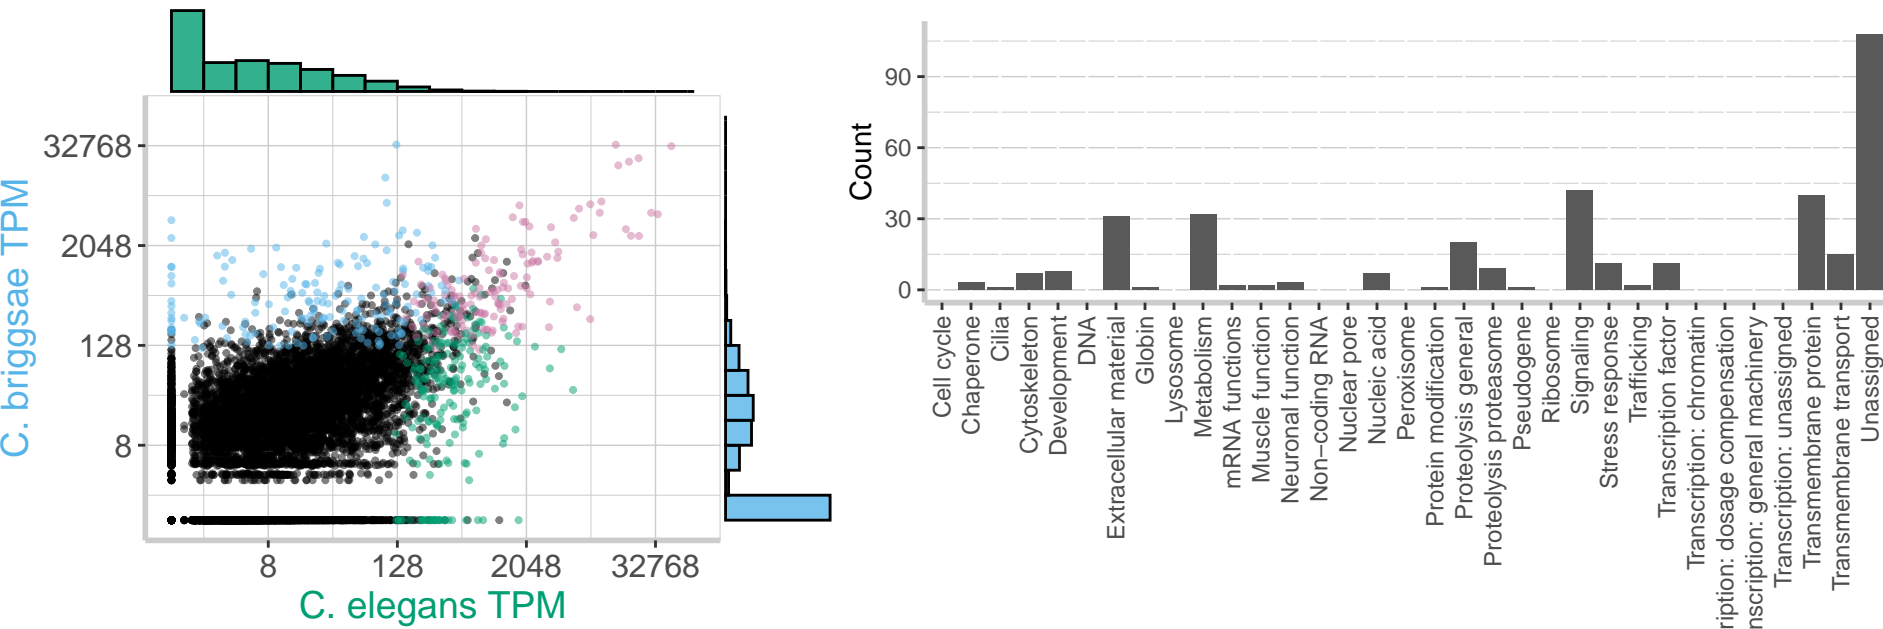 32768
2048
128
8
C. briggsae TPM
8
128
2048
32768
C. elegans TPM
Count
90
60
30
0
Cell cycle
Chaperone
Cilia
Cytoskeleton
Development
DNA
Extracellular material
Globin
Lysosome
Metabolism
mRNA functions
Muscle function
Neuronal function
Non−coding RNA
Nuclear pore
Nucleic acid
Peroxisome
Protein modification
Proteolysis general
Proteolysis proteasome
Pseudogene
Ribosome
Signaling
Stress response
Trafficking
Transcription factor
Transcription: chromatin
ription: dosage compensation
nscription: general machinery
Transcription: unassigned
Transmembrane protein
Transmembrane transport
Unassigned